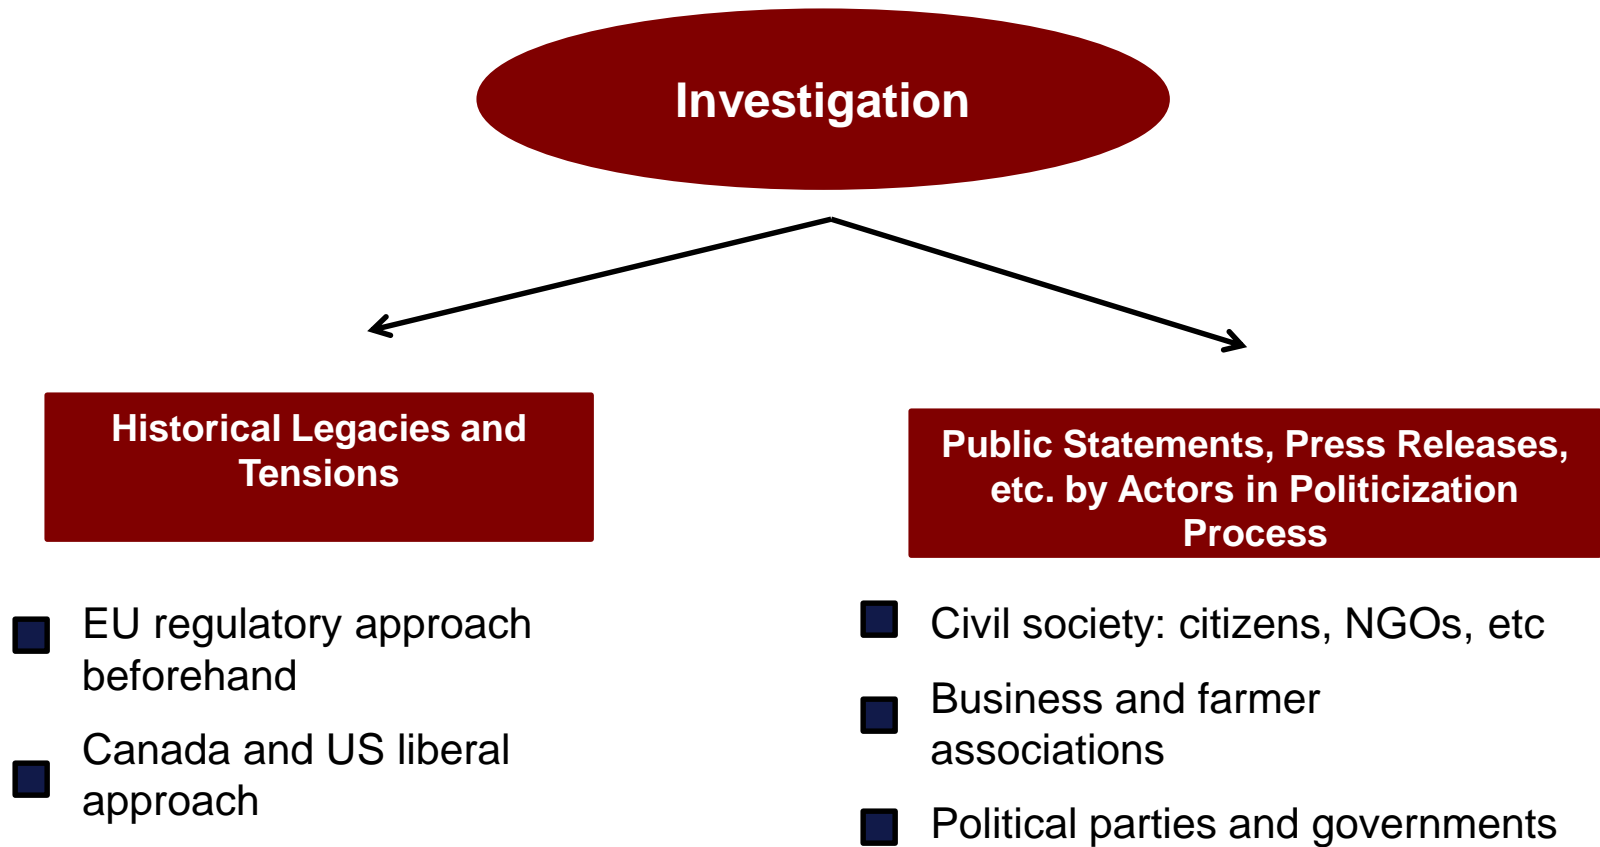 Investigation
Historical Legacies and
Tensions
Public Statements, Press Releases,
etc. by Actors in Politicization
Process
EU regulatory approach
beforehand
Canada and US liberal
approach
Civil society: citizens, NGOs, etc
Business and farmer
associations
Political parties and governments